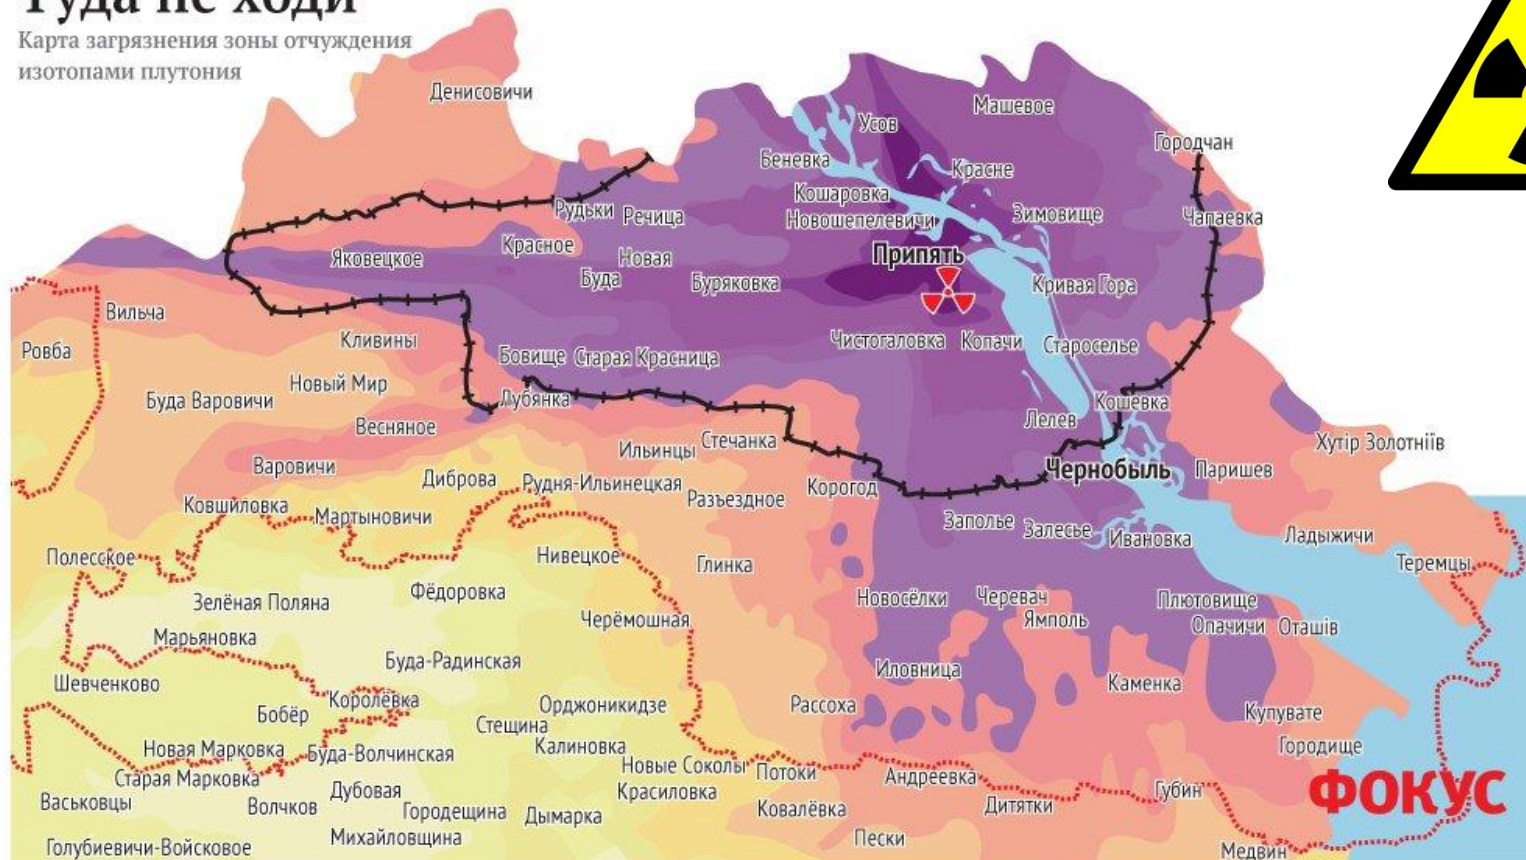 Туда не ходи
Карта загрязнения зоны отчуждения
изотопами плутония
Денисовичи
Машевое
Усов
Городчан
Беневка
Красне
Кошаровка
Рудьки
Речица
Новошепелевичи
Зимовище
Чапаевка
Красное
Припять
Яковецкое
Новая
Буда
Буряковка
Кривая Гора
Вильча
Кливины
Чистогаловка
Копачи
Староселье
Ровба
Бовище
Старая Красница
Новый Мир
Буда Варовичи
Лубянка
Кошевка
Лелев
Весняное
Стечанка
Хутір Золотніїв
Ильинцы
Варовичи
Чернобыль
Паришев
Диброва
Рудня-Ильинецкая
Корогод
Разъездное
Ковшиловка
Мартыновичи
Заполье
Залесье
Ивановка
Ладыжичи
Полесское
Нивецкое
Глинка
Теремцы
Фёдоровка
Зелёная Поляна
Новосёлки
Черевач
Плютовище
Черёмошная
Ямполь
Опачичи
Оташів
Марьяновка
Буда-Радинская
Иловница
Шевченково
Каменка
Королёвка
Орджоникидзе
Рассоха
Бобёр
Стещина
Купувате
Новая Марковка
Буда-Волчинская
Калиновка
Городище
Новые Соколы
Потоки
Старая Марковка
Андреевка
Дубовая
Красиловка
Губин
ФОКУС
Васьковцы
Волчков
Городещина
Дымарка
Ковалёвка
Дитятки
Михайловщина
Пески
Голубиевичи-Войсковое
Медвин